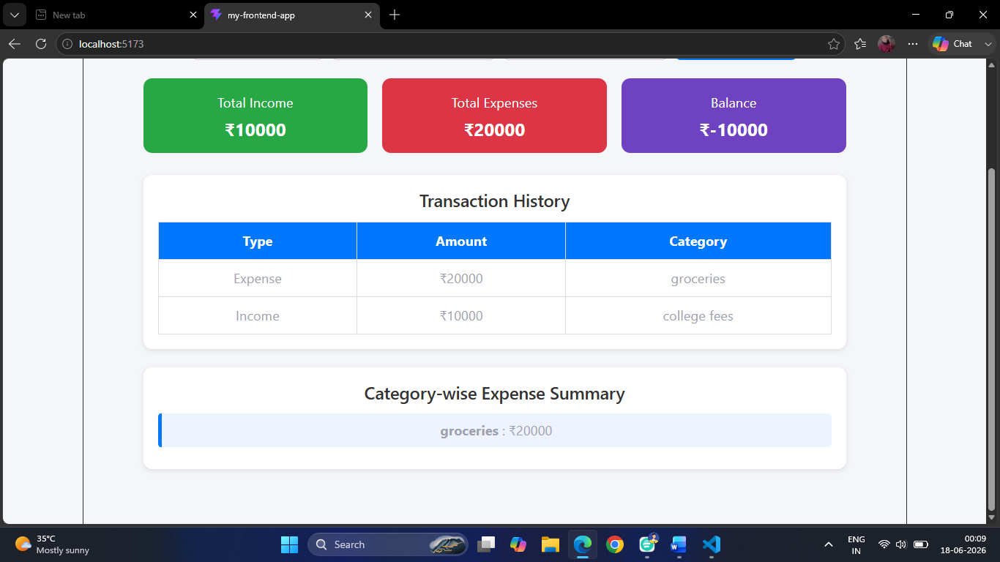 New tab
my-frontend-app
localhost:5173
Chat
Total Income
₹10000
Total Expenses
₹20000
Balance
₹-10000
Transaction History
Type Amount Category
Expense ₹20000 groceries
Income ₹10000 college fees
Category-wise Expense Summary
groceries : ₹20000
35°C
Mostly sunny
Search
ENG
IN
00:09
18-06-2026